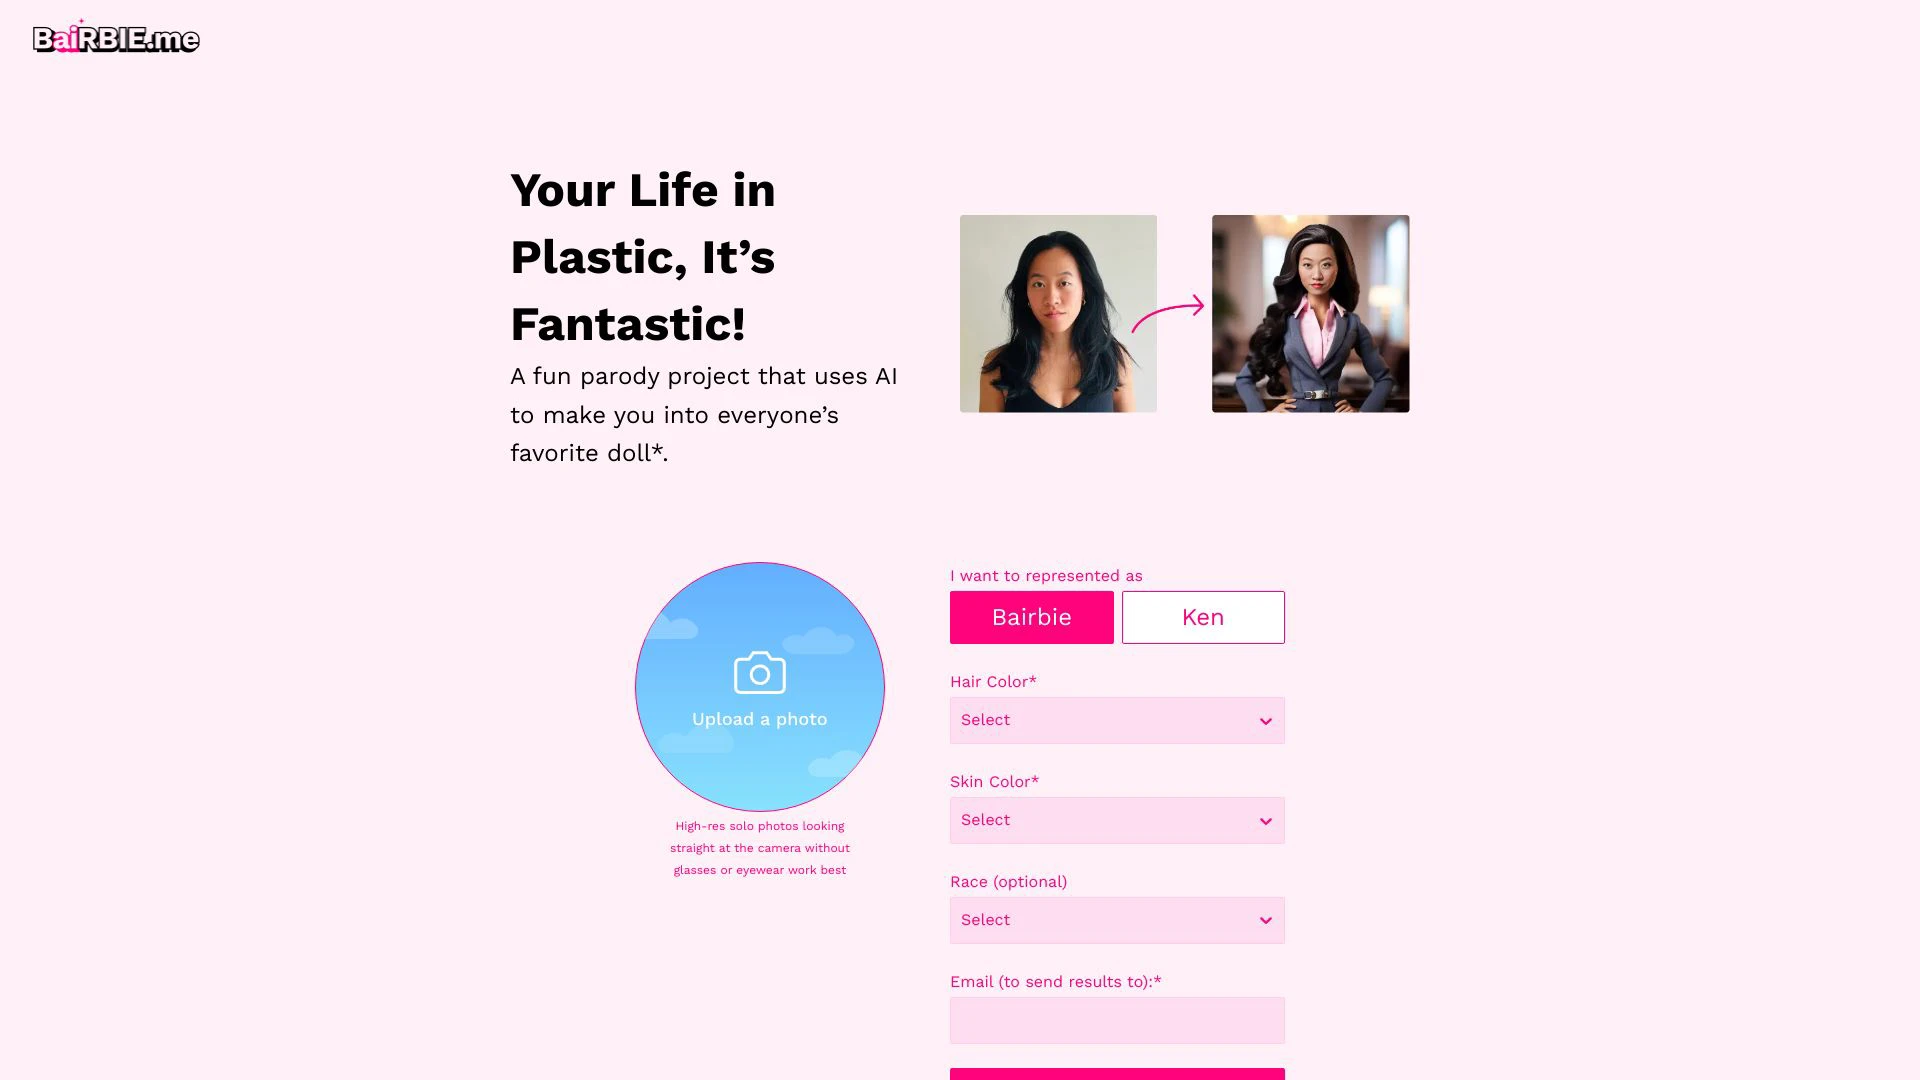 BaiRBIE.me
Your Life in
Plastic, It’s
Fantastic!
A fun parody project that uses AI
to make you into everyone’s
favorite doll*.
Upload a photo
High-res solo photos looking
straight at the camera without
glasses or eyewear work best
I want to represented as
Bairbie
Ken
Hair Color*
Select
Skin Color*
Select
Race (optional)
Select
Email (to send results to):*